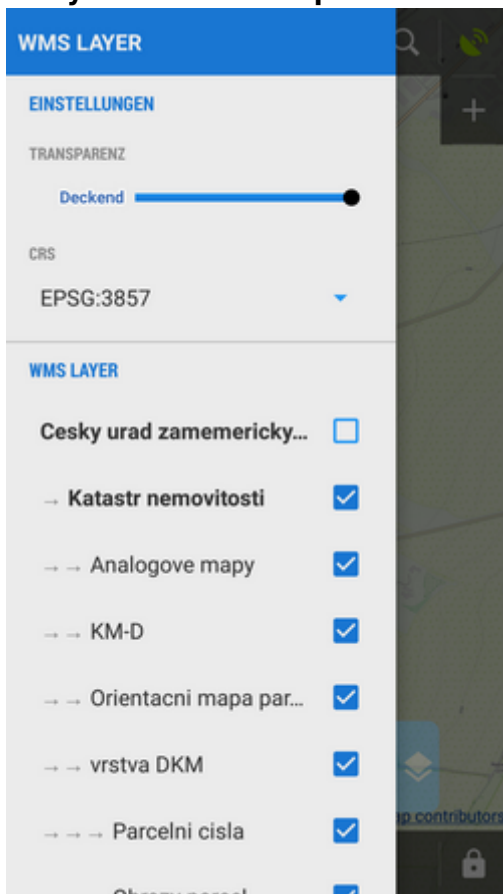 WMS LAYER
EINSTELLUNGEN
TRANSPARENZ
Deckend
CRS
EPSG:3857
WMS LAYER
Cesky urad zamemericky...
→ Katastr nemovitosti
→ → Analogove mapy
→ → KM-D
→ → Orientacni mapa par...
→ → vrstva DKM
→ → → Parcelni cisla
contributors